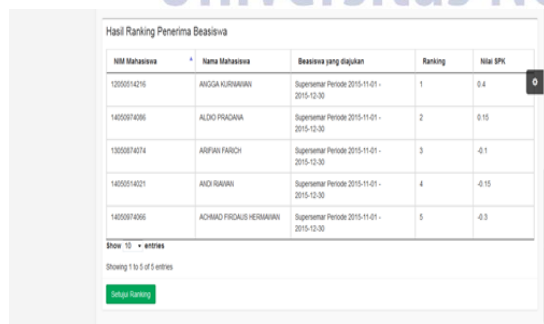 Universitas Ne
Hasil Ranking Penerima Beasiswa
NIM Mahasiswa Nama Mahasiswa Beasiswa yang diajukan Ranking Nilai SPK
12050514216 ANGGA KURNIAWAN Supersemar Periode 2015-11-01 - 1 0.4
2015-12-30
14050974086 ALDIO PRADANA Supersemar Periode 2015-11-01 - 2 0.15
2015-12-30
13050874074 ARIFIAN FARICH Supersemar Periode 2015-11-01 - 3 -0.1
2015-12-30
14050514021 ANDI RIAWAN Supersemar Periode 2015-11-01 - 4 -0.15
2015-12-30
14050974066 ACHMAD FIRDAUS HERMAWAN Supersemar Periode 2015-11-01 - 5 -0.3
2015-12-30
Show 10 entries
Showing 1 to 5 of 5 entries
Setujui Ranking